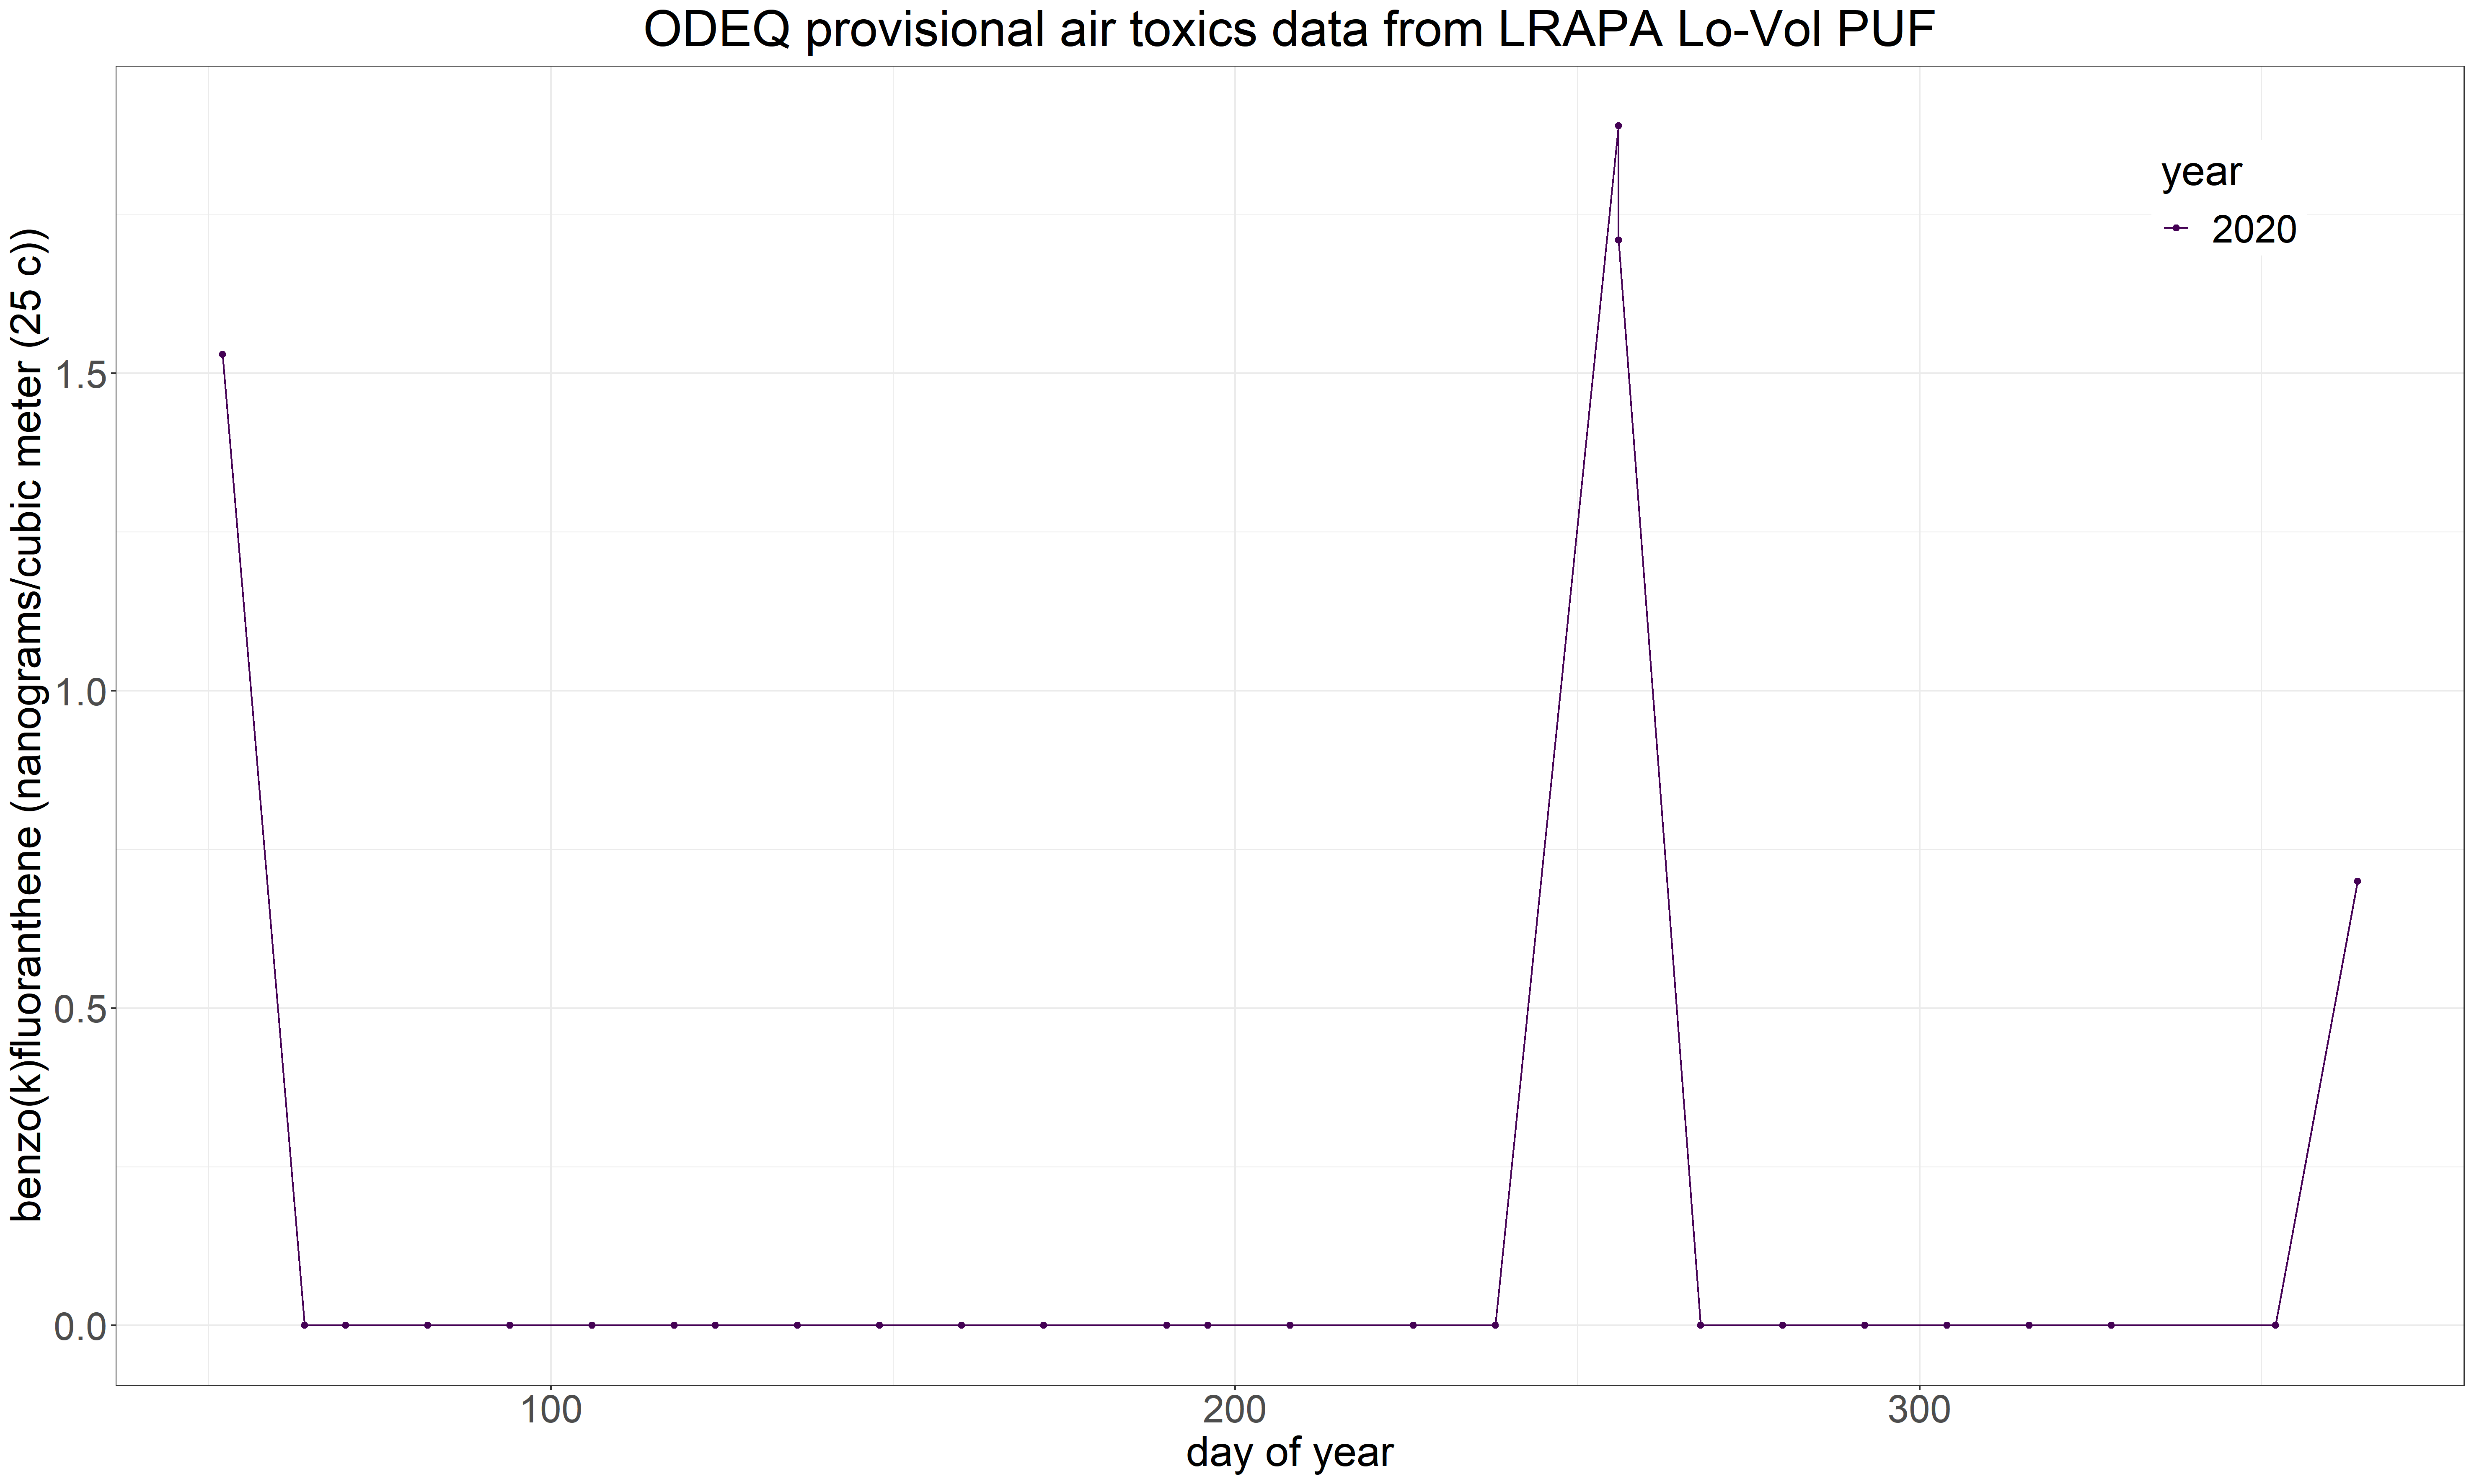 ODEQ provisional air toxics data from LRAPA Lo-Vol PUF
benzo(k)fluoranthene (nanograms/cubic meter (25 c))
year
2020
1.5
1.0
0.5
0.0
100 200 300
day of year